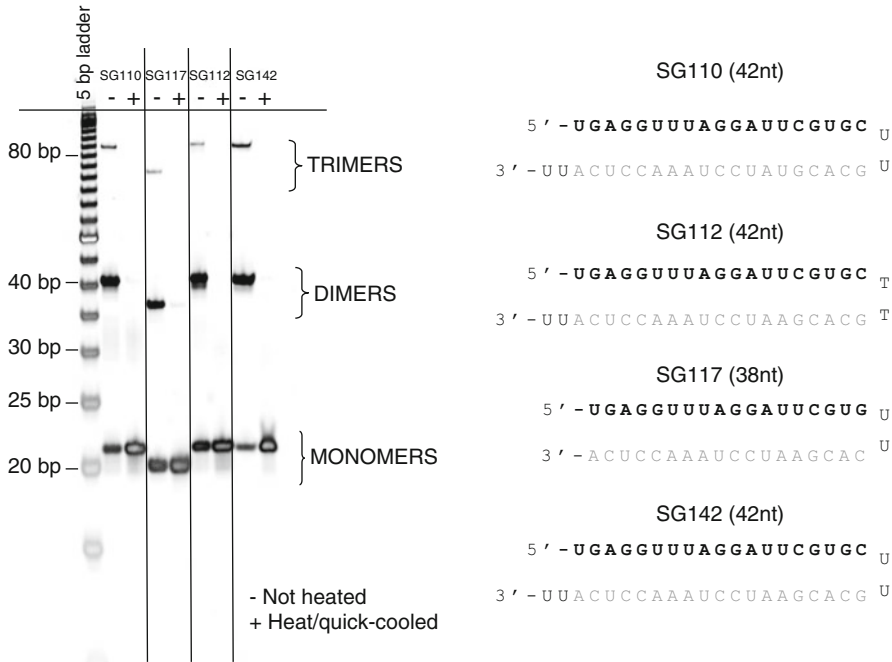 5 bp ladder
SG110 SG117 SG112 SG142
- + - + - + - +
80 bp
40 bp
30 bp
25 bp
20 bp
TRIMERS
DIMERS
MONOMERS
- Not heated
+ Heat/quick-cooled
SG110 (42nt)
5'-UGAGGUUUAGGAUUCGUGC
U
U
3'-UUACUCCAAAUCCUAUGCACG
SG112 (42nt)
5'-UGAGGUUUAGGAUUCGUGC
T
T
3'-UUACUCCAAAUCCUAAGCACG
SG117 (38nt)
5'-UGAGGUUUAGGAUUCGUG
U
U
3'-ACUCCAAAUCCUAAGCAC
SG142 (42nt)
5'-UGAGGUUUAGGAUUCGUGC
U
U
3'-UUACUCCAAAUCCUAAGCACG